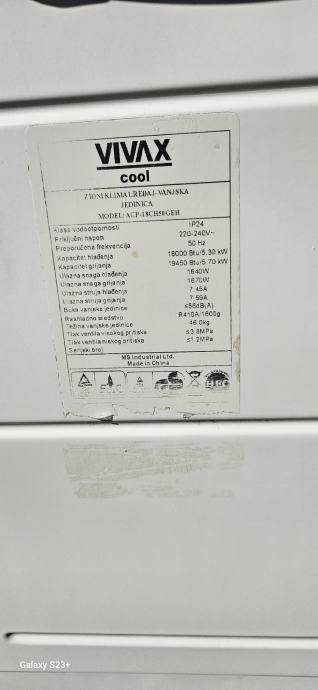 VIVAX
cool
ZIDNI KLIMA UREĐAJ-VANJSKA
JEDINICA
MODEL: ACP-18CH50GEH
Klasa vodootpornosti IP24
Priključni napon 220-240V~
Preporučena frekvencija 50 Hz
Kapacitet hlađenja 18000 Btu/5.30 kW
Kapacitet grijanja 19450 Btu/5.70 kW
Ulazna snaga hlađenja 1640W
Ulazna snaga grijanja 1670W
Ulazna struja hlađenja 7.45A
Ulazna struja grijanja 7.59A
Buka vanjske jedinice ≤56dB(A)
Rashladno sredstvo R410A/1600g
Težina vanjske jedinice 46.0kg
Tlak ventila visokog pritiska ≤3.8MPa
Tlak ventila niskog pritiska ≤1.2MPa
Serijski broj
MS Industrial Ltd.
Made in China
Galaxy S23+